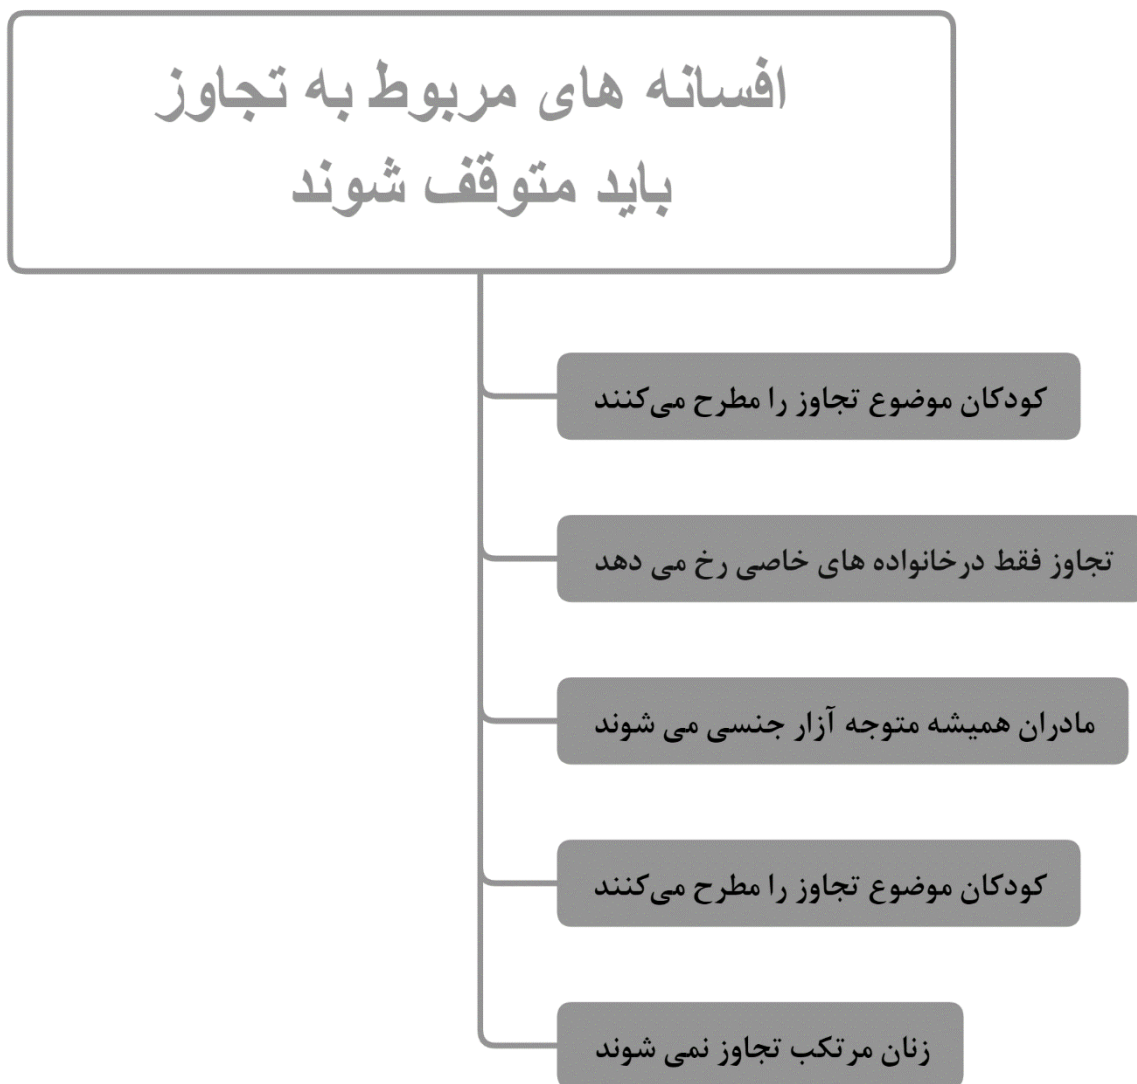 افسانه های مربوط به تجاوز
باید متوقف شوند
کودکان موضوع تجاوز را مطرح می‌کنند
تجاوز فقط درخانواده های خاصی رخ می دهد
مادران همیشه متوجه آزار جنسی می شوند
کودکان موضوع تجاوز را مطرح می‌کنند
زنان مرتکب تجاوز نمی شوند